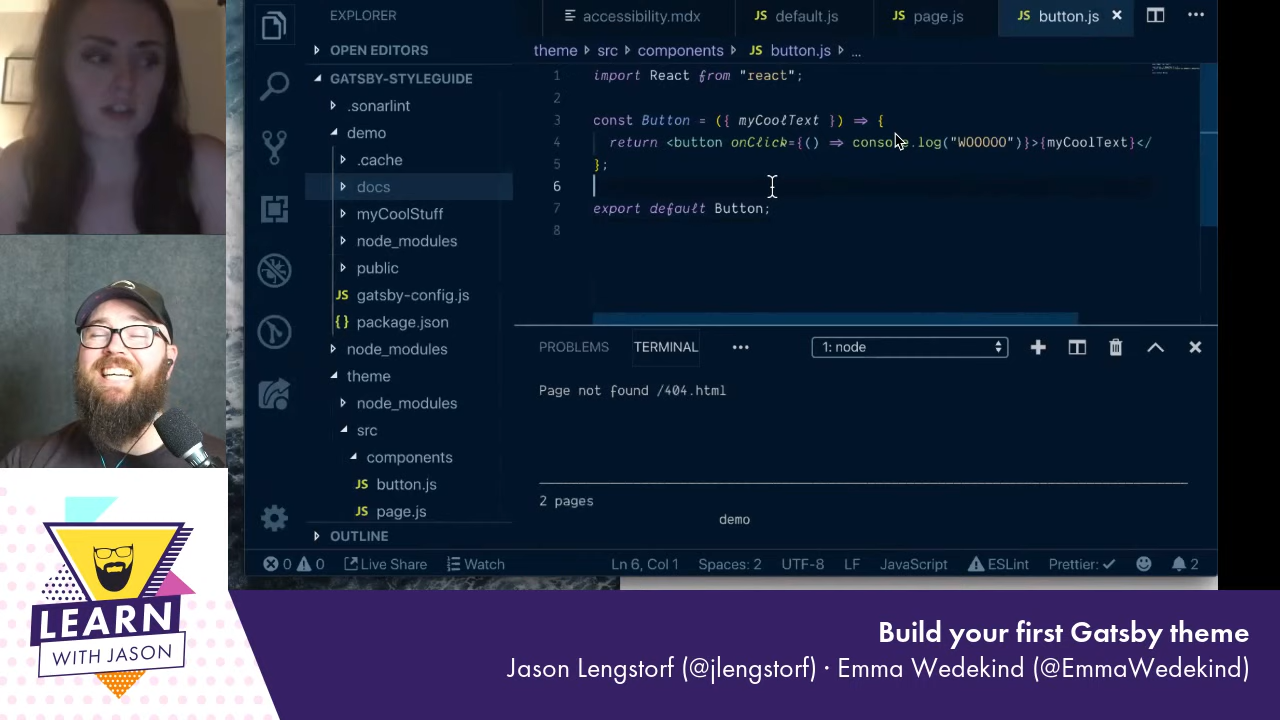 EXPLORER
OPEN EDITORS
GATSBY-STYLEGUIDE
.sonarlint
demo
.cache
docs
myCoolStuff
node_modules
public
JS gatsby-config.js
{} package.json
node_modules
theme
node_modules
src
components
JS button.js
JS page.js
OUTLINE
accessibility.mdx JS default.js JS page.js JS button.js
theme src components JS button.js ...
1 import React from "react";
2
3 const Button = ({ myCoolText }) ⇒ {
4 return <button onClick={() ⇒ console.log("WOOOOO")}>{myCoolText}</
5 };
6
7 export default Button;
8
PROBLEMS TERMINAL ... 1: node
Page not found /404.html
2 pages
demo
0 0 Live Share Watch Ln 6, Col 1 Spaces: 2 UTF-8 LF JavaScript ESLint Prettier: ✓ 2
LEARN
WITH JASON
Build your first Gatsby theme
Jason Lengstorf (@jlengstorf) · Emma Wedekind (@EmmaWedekind)